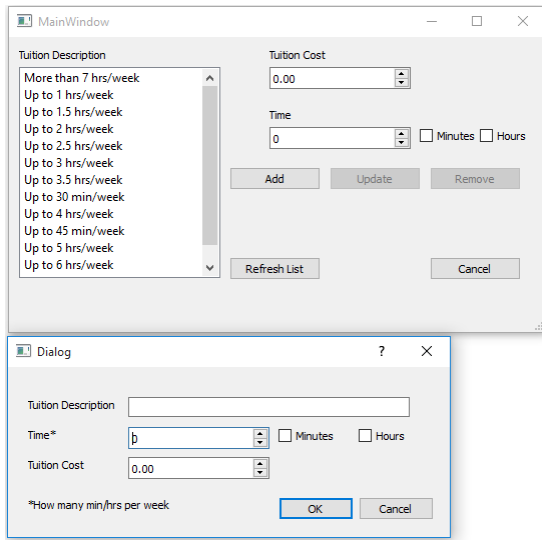 MainWindow
Tuition Description
Tuition Cost
More than 7 hrs/week
Up to 1 hrs/week
Up to 1.5 hrs/week
Up to 2 hrs/week
Up to 2.5 hrs/week
Up to 3 hrs/week
Up to 3.5 hrs/week
Up to 30 min/week
Up to 4 hrs/week
Up to 45 min/week
Up to 5 hrs/week
Up to 6 hrs/week
0.00
Time
0 Minutes Hours
Add Update Remove
Refresh List Cancel
Dialog ?
Tuition Description
Time* 0 Minutes Hours
Tuition Cost 0.00
*How many min/hrs per week OK Cancel